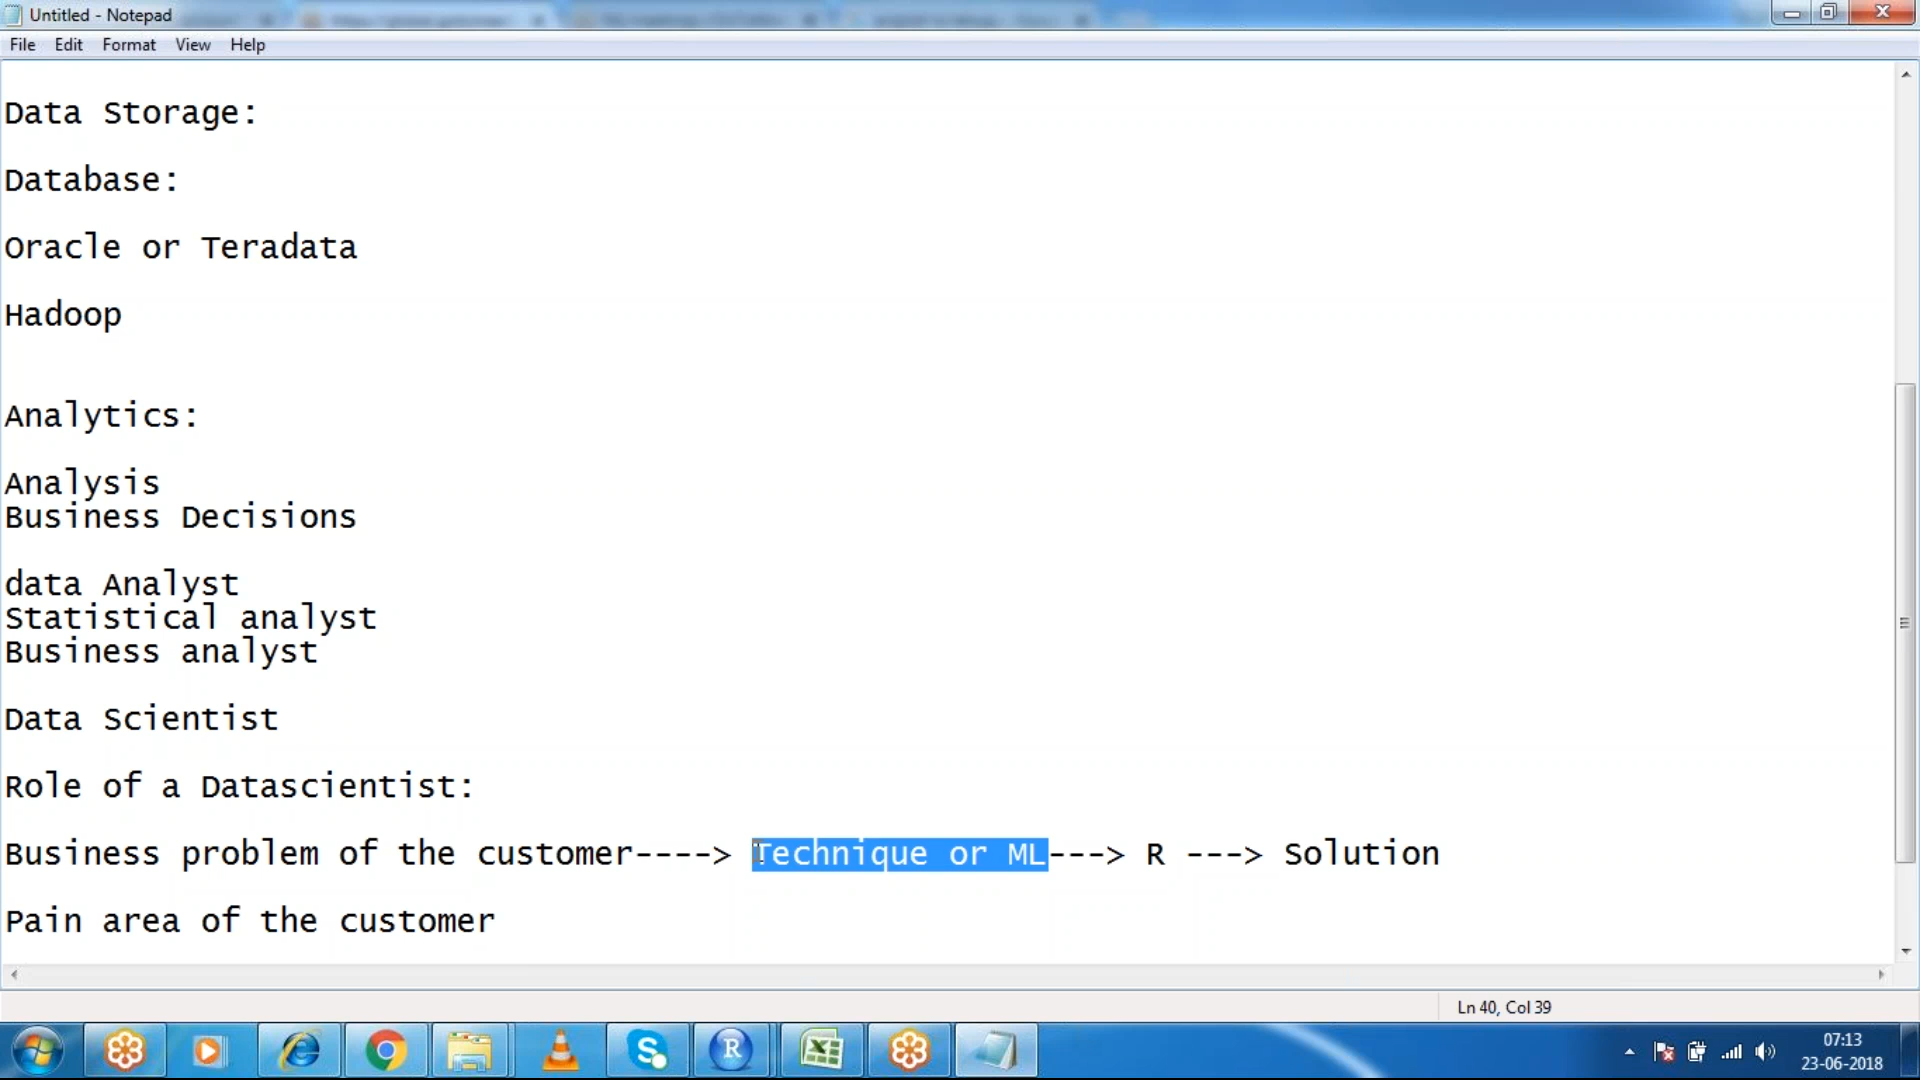 Untitled - Notepad
File Edit Format View Help
Data Storage:
Database:
Oracle or Teradata
Hadoop
Analytics:
Analysis
Business Decisions
data Analyst
Statistical analyst
Business analyst
Data Scientist
Role of a Datascientist:
Business problem of the customer----> Technique or ML---> R ---> Solution
Pain area of the customer
Ln 40, Col 39
07:13
23-06-2018